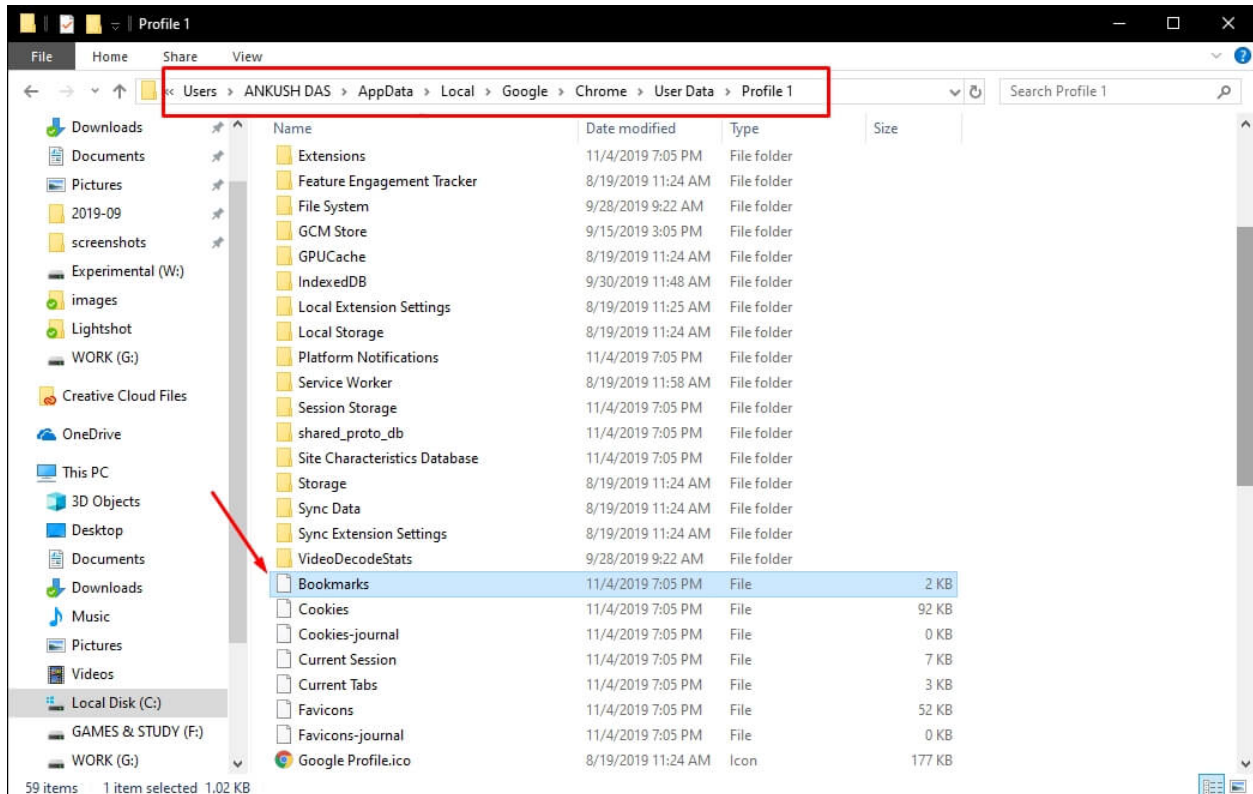 Profile 1
File Home Share View
« Users › ANKUSH DAS › AppData › Local › Google › Chrome › User Data › Profile 1
Search Profile 1
Downloads
Documents
Pictures
2019-09
screenshots
Experimental (W:)
images
Lightshot
WORK (G:)
Creative Cloud Files
OneDrive
This PC
3D Objects
Desktop
Documents
Downloads
Music
Pictures
Videos
Local Disk (C:)
GAMES & STUDY (F:)
WORK (G:)
Name Date modified Type Size
Extensions 11/4/2019 7:05 PM File folder
Feature Engagement Tracker 8/19/2019 11:24 AM File folder
File System 9/28/2019 9:22 AM File folder
GCM Store 9/15/2019 3:05 PM File folder
GPUCache 8/19/2019 11:24 AM File folder
IndexedDB 9/30/2019 11:48 AM File folder
Local Extension Settings 8/19/2019 11:25 AM File folder
Local Storage 8/19/2019 11:24 AM File folder
Platform Notifications 11/4/2019 7:05 PM File folder
Service Worker 8/19/2019 11:58 AM File folder
Session Storage 11/4/2019 7:05 PM File folder
shared_proto_db 11/4/2019 7:05 PM File folder
Site Characteristics Database 11/4/2019 7:05 PM File folder
Storage 8/19/2019 11:24 AM File folder
Sync Data 8/19/2019 11:24 AM File folder
Sync Extension Settings 8/19/2019 11:24 AM File folder
VideoDecodeStats 9/28/2019 9:22 AM File folder
Bookmarks 11/4/2019 7:05 PM File 2 KB
Cookies 11/4/2019 7:05 PM File 92 KB
Cookies-journal 11/4/2019 7:05 PM File 0 KB
Current Session 11/4/2019 7:05 PM File 7 KB
Current Tabs 11/4/2019 7:05 PM File 3 KB
Favicons 11/4/2019 7:05 PM File 52 KB
Favicons-journal 11/4/2019 7:05 PM File 0 KB
Google Profile.ico 8/19/2019 11:24 AM Icon 177 KB
59 items 1 item selected 1.02 KB